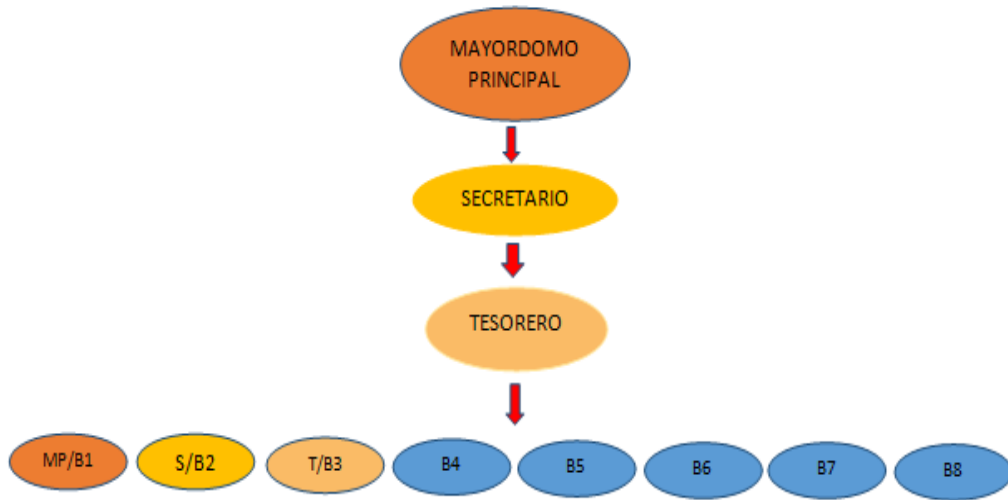 MAYORDOMO
PRINCIPAL
SECRETARIO
TESORERO
MP/B1
S/B2
T/B3
B4
B5
B6
B7
B8